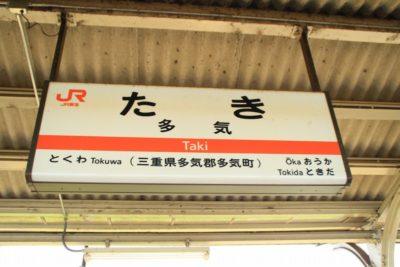 JR
JR東海
たき
多気
Taki
とくわ Tokuwa
(三重県多気郡多気町)
Ōka おうか
Tokida ときだ